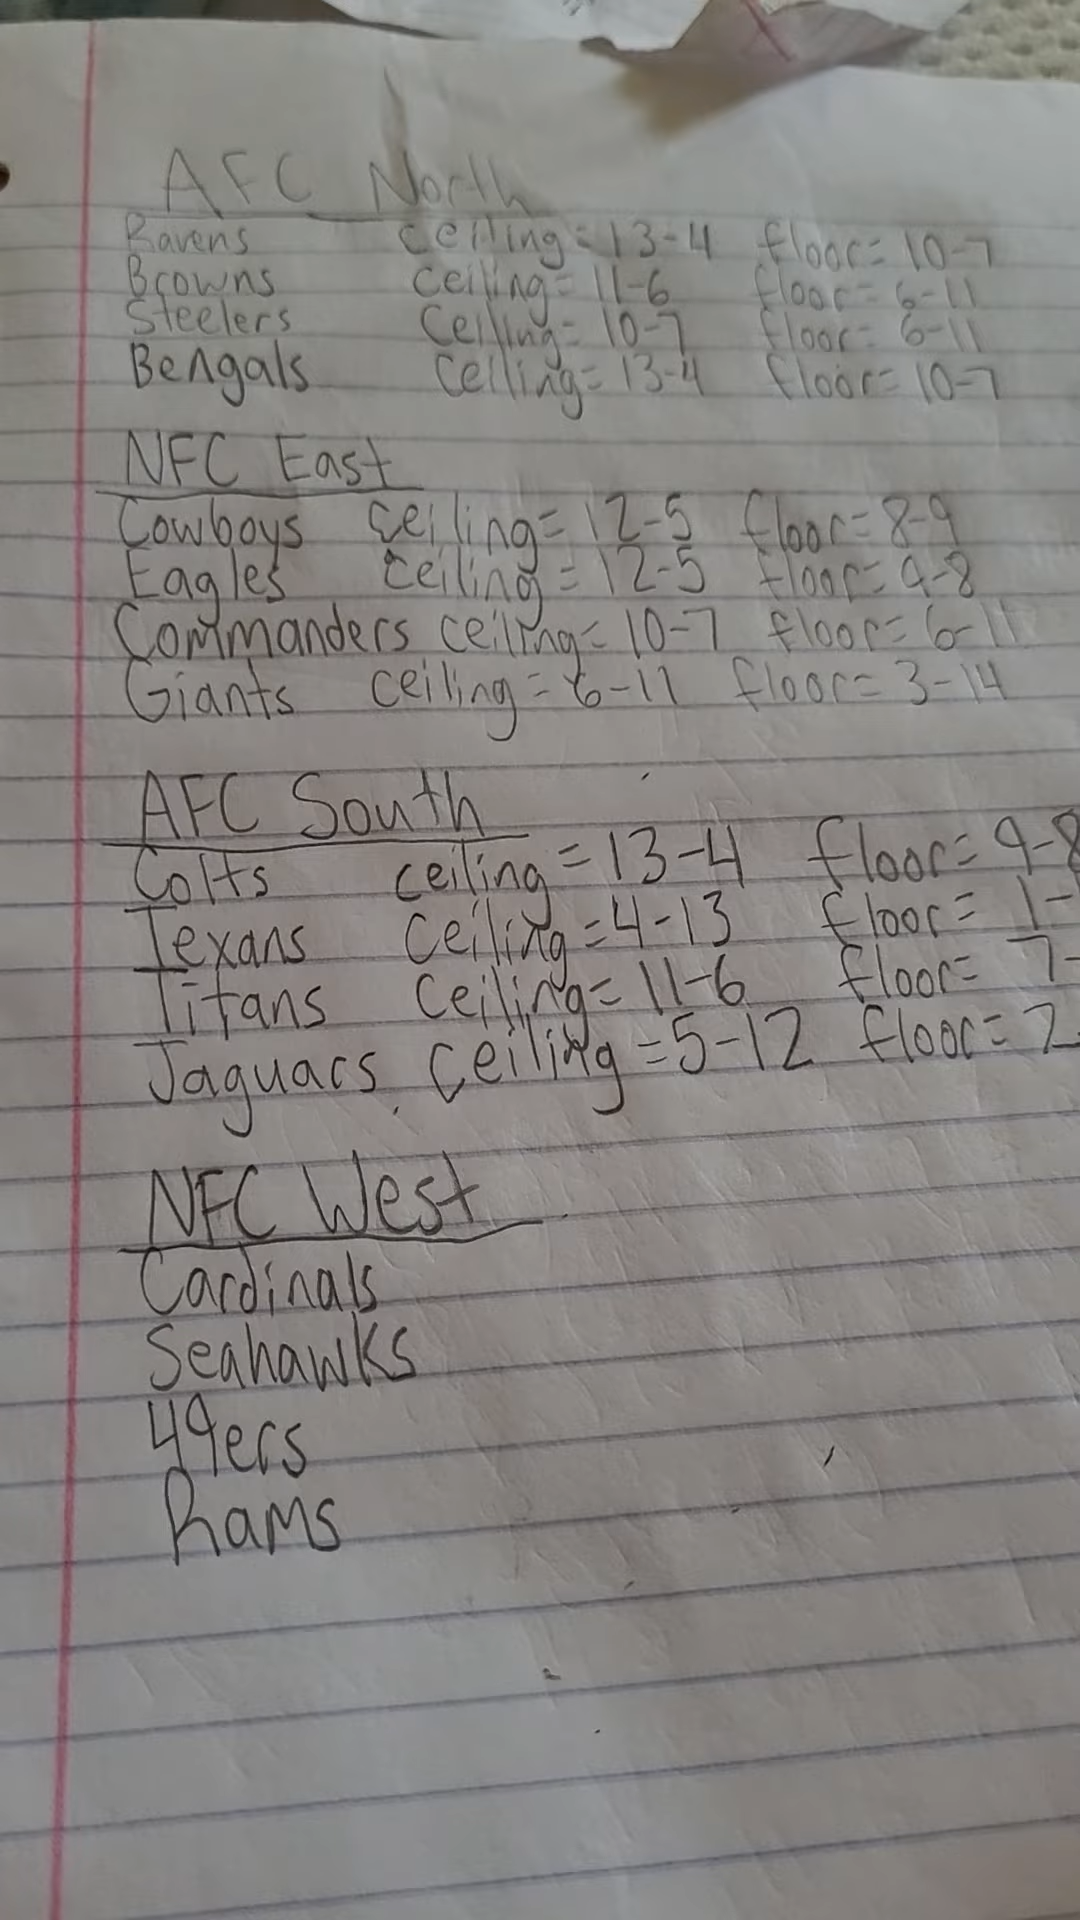 AFC North
Ravens ceiling= 13-4 floor= 10-7
Browns ceiling= 11-6 floor= 6-11
Steelers ceiling= 10-7 floor= 6-11
Bengals ceiling= 13-4 floor= 10-7
NFC East
Cowboys ceiling= 12-5 floor= 8-9
Eagles ceiling= 12-5 floor= 9-8
Commanders ceiling= 10-7 floor= 6-11
Giants ceiling= 6-11 floor= 3-14
AFC South
Colts ceiling= 13-4 floor= 9-8
Texans ceiling= 4-13 floor= 1-
Titans ceiling= 11-6 floor= 7-
Jaguars ceiling= 5-12 floor= 2-
NFC West
Cardinals
Seahawks
49ers
Rams